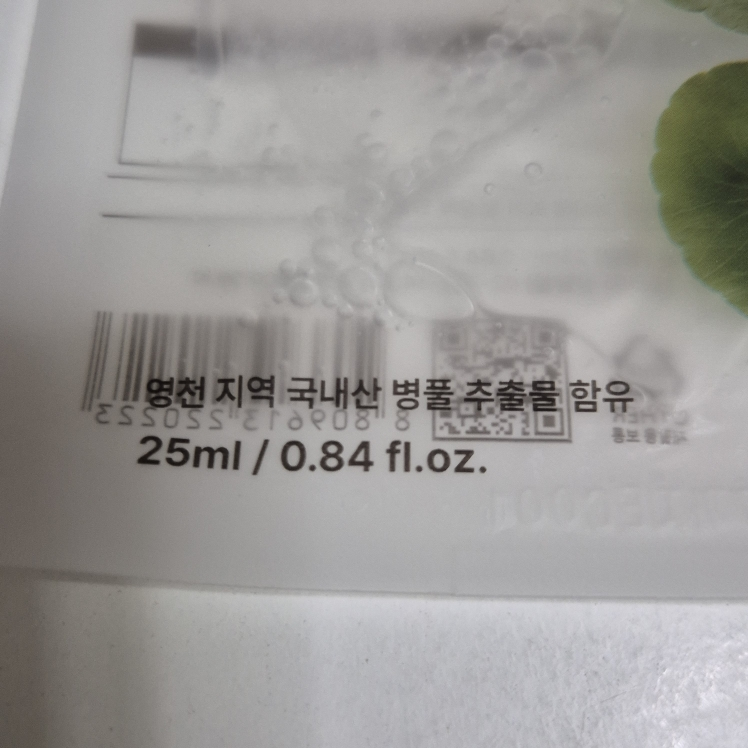 영천 지역 국내산 병풀 추출물 함유
8 809613 220223
25ml / 0.84 fl.oz.